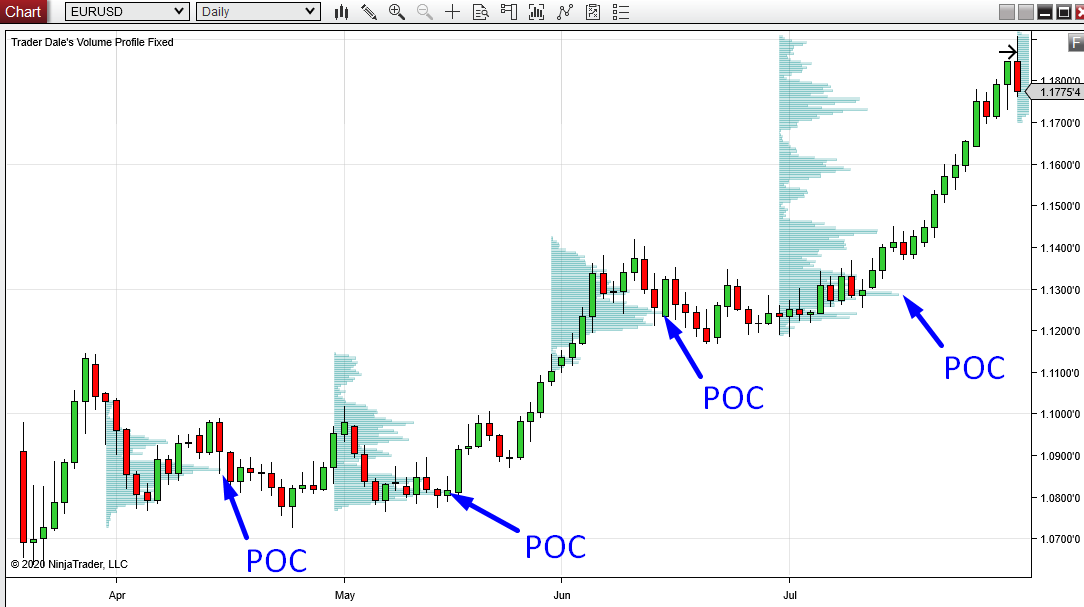 Chart EURUSD Daily
Trader Dale's Volume Profile Fixed
F
1.1800'0
1.1775'4
1.1700'0
1.1600'0
1.1500'0
1.1400'0
1.1300'0
1.1200'0
1.1100'0
1.1000'0
1.0900'0
1.0800'0
1.0700'0
POC
POC
POC
POC
© 2020 NinjaTrader, LLC
Apr May Jun Jul